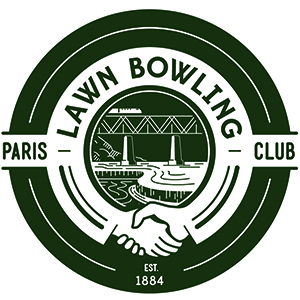 LAWN BOWLING
PARIS CLUB
EST.
1884